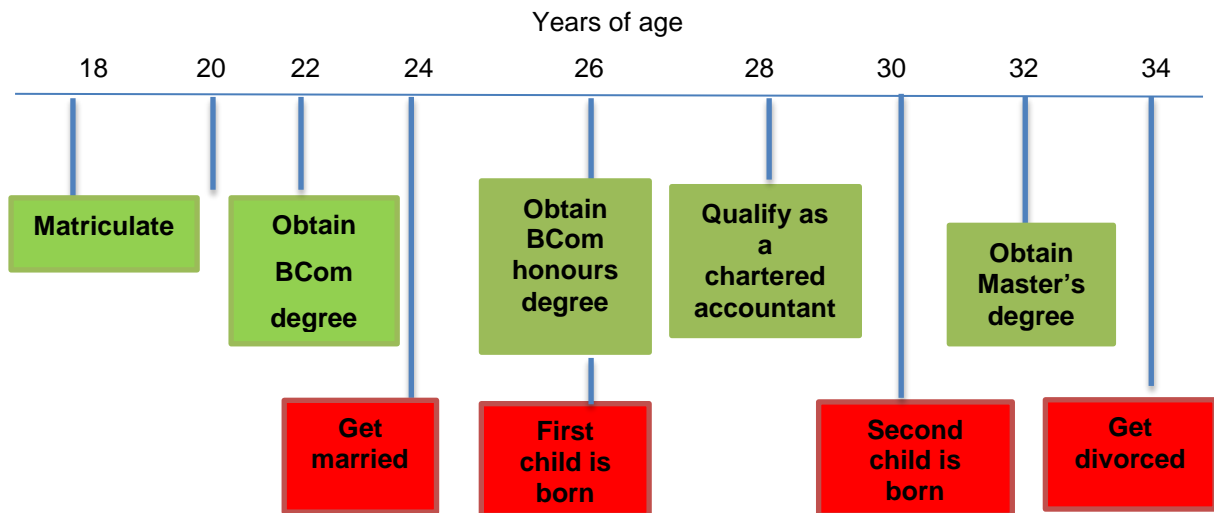 Years of age
18 20 22 24 26 28 30 32 34
Matriculate
Obtain
BCom
degree
Obtain
BCom
honours
degree
Qualify as
a
chartered
accountant
Obtain
Master’s
degree
Get
married
First
child is
born
Second
child is
born
Get
divorced